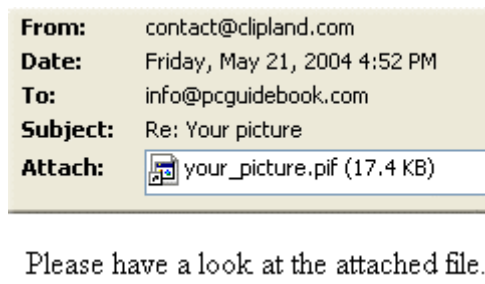 From: contact@clipland.com
Date: Friday, May 21, 2004 4:52 PM
To: info@pcguidebook.com
Subject: Re: Your picture
Attach: your_picture.pif (17.4 KB)
Please have a look at the attached file.